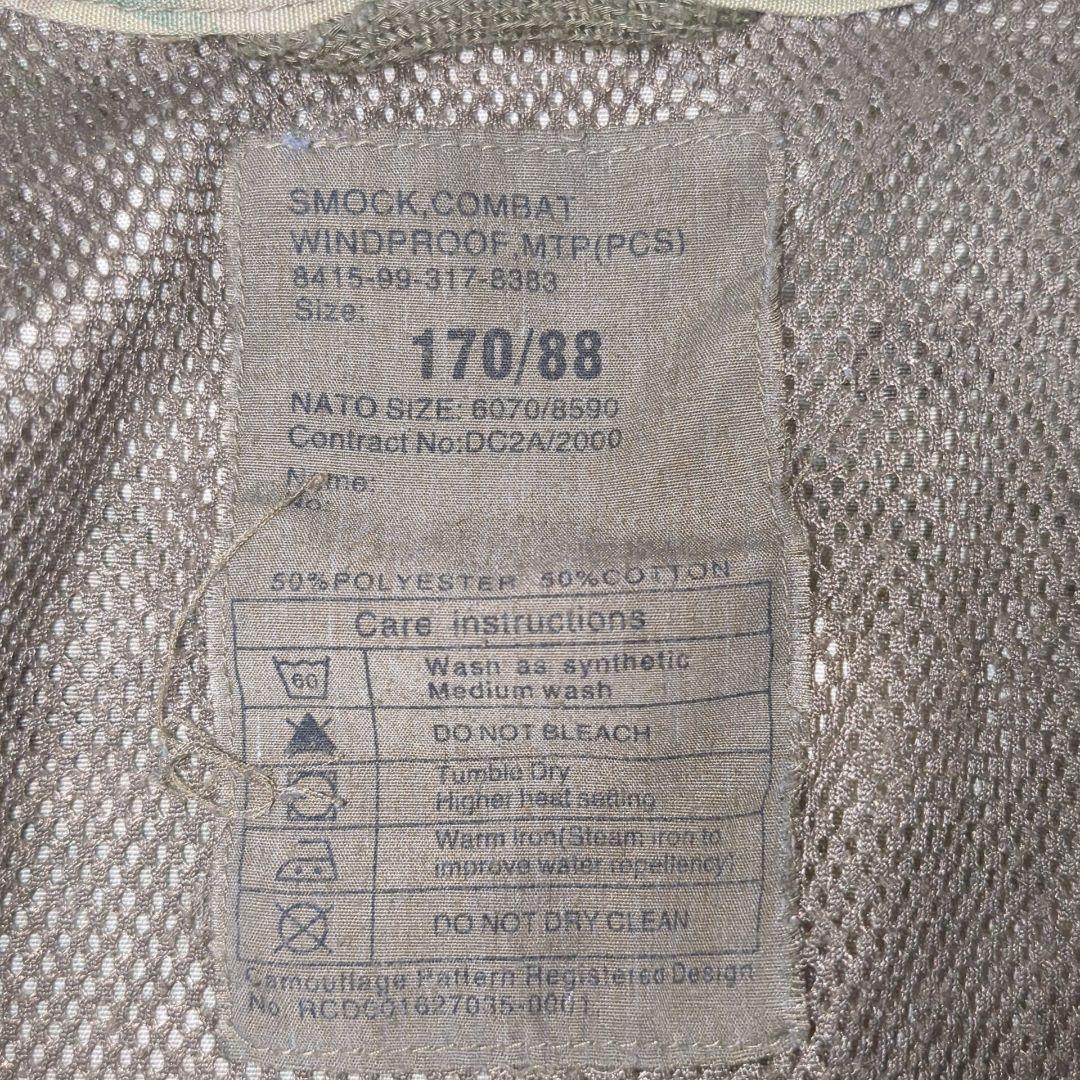 SMOCK,COMBAT
WINDPROOF,MTP(PCS)
8415-99-317-8383
Size:
170/88
NATO SIZE: 6070/8590
Contract No:DC2A/2000
Name:
No:
50%POLYESTER 50%COTTON
Care instructions
60
Wash as synthetic
Medium wash
DO NOT BLEACH
Tumble Dry
Higher heat setting
Warm Iron(Steam iron to
improve water repellency)
DO NOT DRY CLEAN
Camouflage Pattern Registered Design
No.